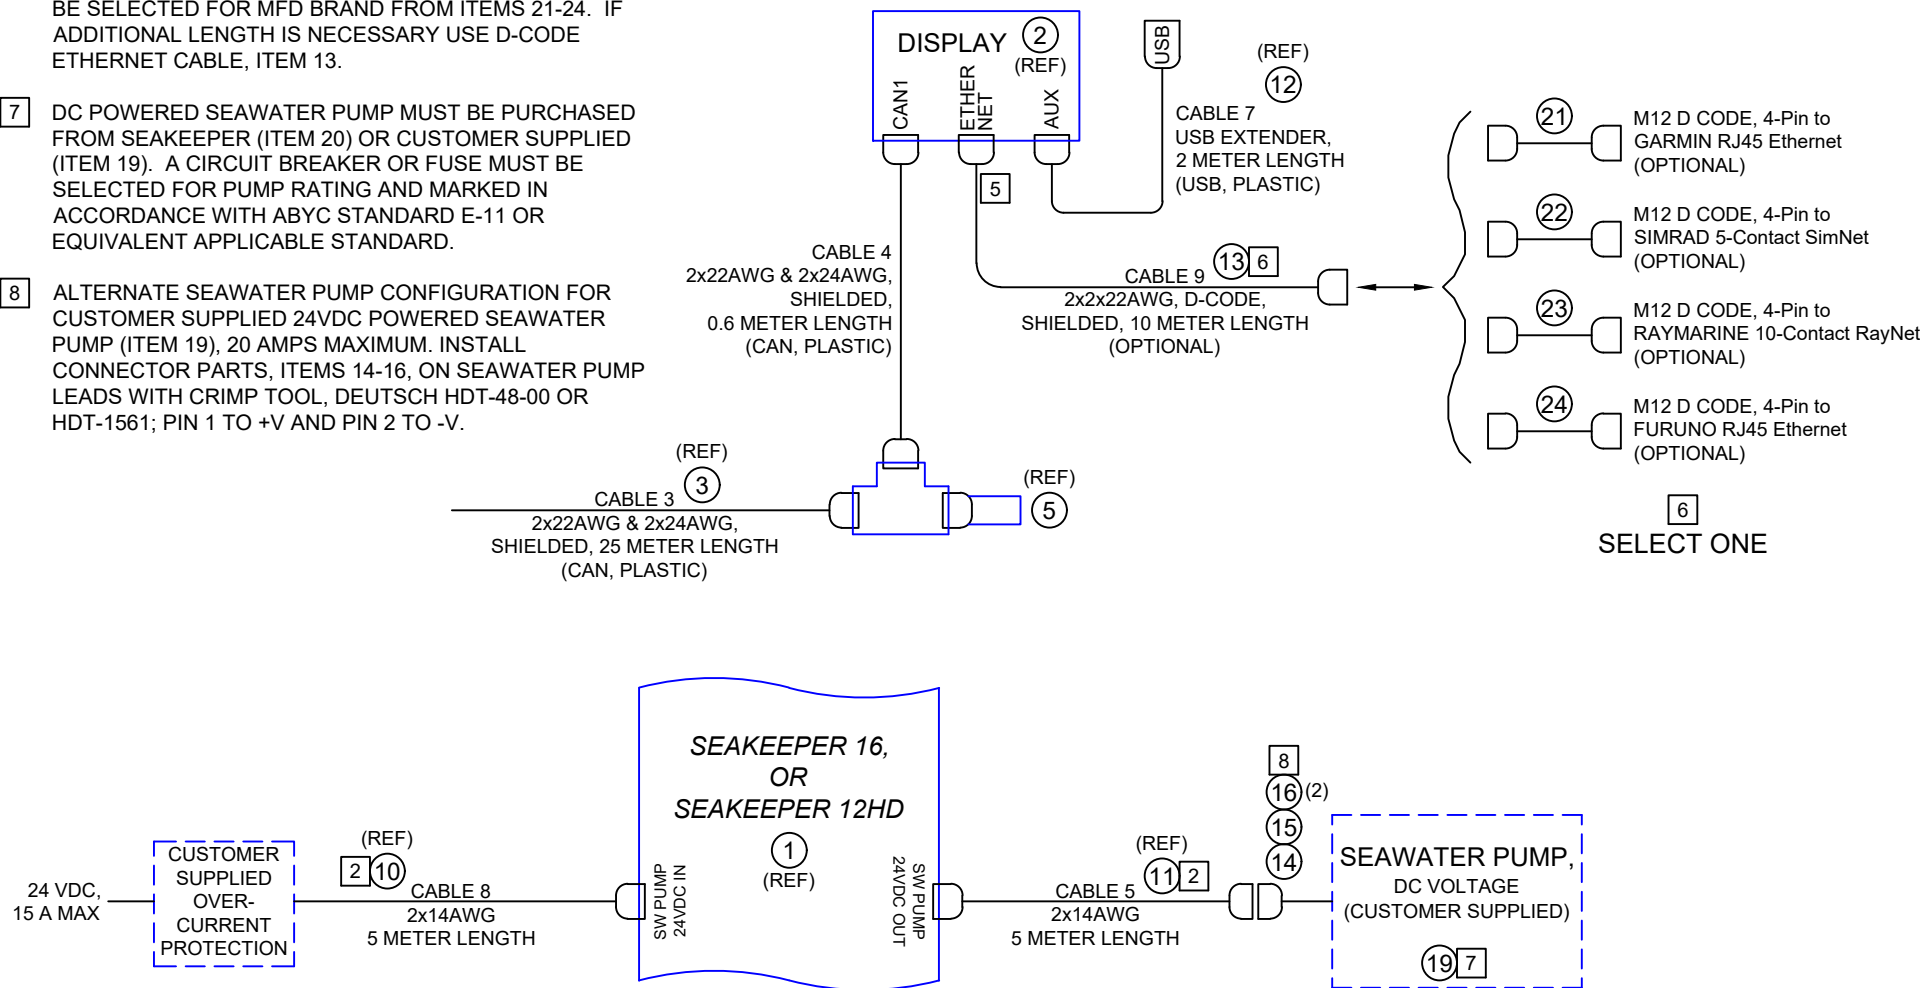 BE SELECTED FOR MFD BRAND FROM ITEMS 21-24. IF
ADDITIONAL LENGTH IS NECESSARY USE D-CODE
ETHERNET CABLE, ITEM 13.
7 DC POWERED SEAWATER PUMP MUST BE PURCHASED
FROM SEAKEEPER (ITEM 20) OR CUSTOMER SUPPLIED
(ITEM 19). A CIRCUIT BREAKER OR FUSE MUST BE
SELECTED FOR PUMP RATING AND MARKED IN
ACCORDANCE WITH ABYC STANDARD E-11 OR
EQUIVALENT APPLICABLE STANDARD.
8 ALTERNATE SEAWATER PUMP CONFIGURATION FOR
CUSTOMER SUPPLIED 24VDC POWERED SEAWATER
PUMP (ITEM 19), 20 AMPS MAXIMUM. INSTALL
CONNECTOR PARTS, ITEMS 14-16, ON SEAWATER PUMP
LEADS WITH CRIMP TOOL, DEUTSCH HDT-48-00 OR
HDT-1561; PIN 1 TO +V AND PIN 2 TO -V.
DISPLAY 2
(REF)
CAN1
ETHER
NET
AUX
USB
(REF)
12
CABLE 7
USB EXTENDER,
2 METER LENGTH
(USB, PLASTIC)
5
CABLE 4
2x22AWG & 2x24AWG,
SHIELDED,
0.6 METER LENGTH
(CAN, PLASTIC)
CABLE 9 13 6
2x2x22AWG, D-CODE,
SHIELDED, 10 METER LENGTH
(OPTIONAL)
21
M12 D CODE, 4-Pin to
GARMIN RJ45 Ethernet
(OPTIONAL)
22
M12 D CODE, 4-Pin to
SIMRAD 5-Contact SimNet
(OPTIONAL)
23
M12 D CODE, 4-Pin to
RAYMARINE 10-Contact RayNet
(OPTIONAL)
24
M12 D CODE, 4-Pin to
FURUNO RJ45 Ethernet
(OPTIONAL)
6
SELECT ONE
(REF)
CABLE 3 3
2x22AWG & 2x24AWG,
SHIELDED, 25 METER LENGTH
(CAN, PLASTIC)
(REF)
5
24 VDC,
15 A MAX
CUSTOMER
SUPPLIED
OVER-
CURRENT
PROTECTION
(REF)
2 10
CABLE 8
2x14AWG
5 METER LENGTH
SEAKEEPER 16,
OR
SEAKEEPER 12HD
1
(REF)
SW PUMP
24VDC IN
SW PUMP
24VDC OUT
(REF)
11 2
CABLE 5
2x14AWG
5 METER LENGTH
8
16 (2)
15
14
SEAWATER PUMP,
DC VOLTAGE
(CUSTOMER SUPPLIED)
19 7